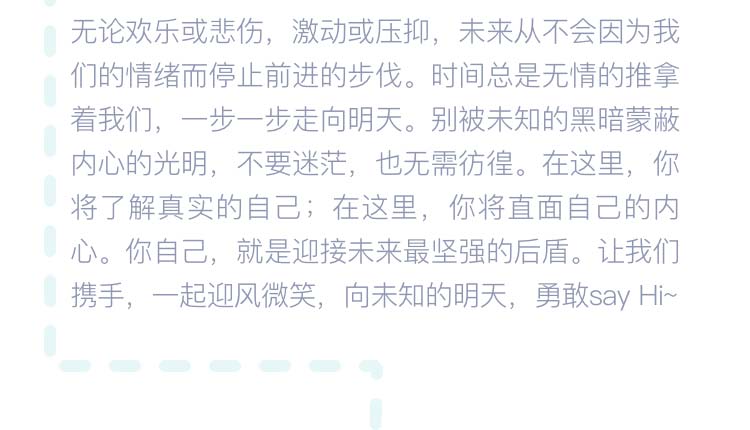 无论欢乐或悲伤，激动或压抑，未来从不会因为我
们的情绪而停止前进的步伐。时间总是无情的推拿
着我们，一步一步走向明天。别被未知的黑暗蒙蔽
内心的光明，不要迷茫，也无需彷徨。在这里，你
将了解真实的自己；在这里，你将直面自己的内
心。你自己，就是迎接未来最坚强的后盾。让我们
携手，一起迎风微笑，向未知的明天，勇敢say Hi~